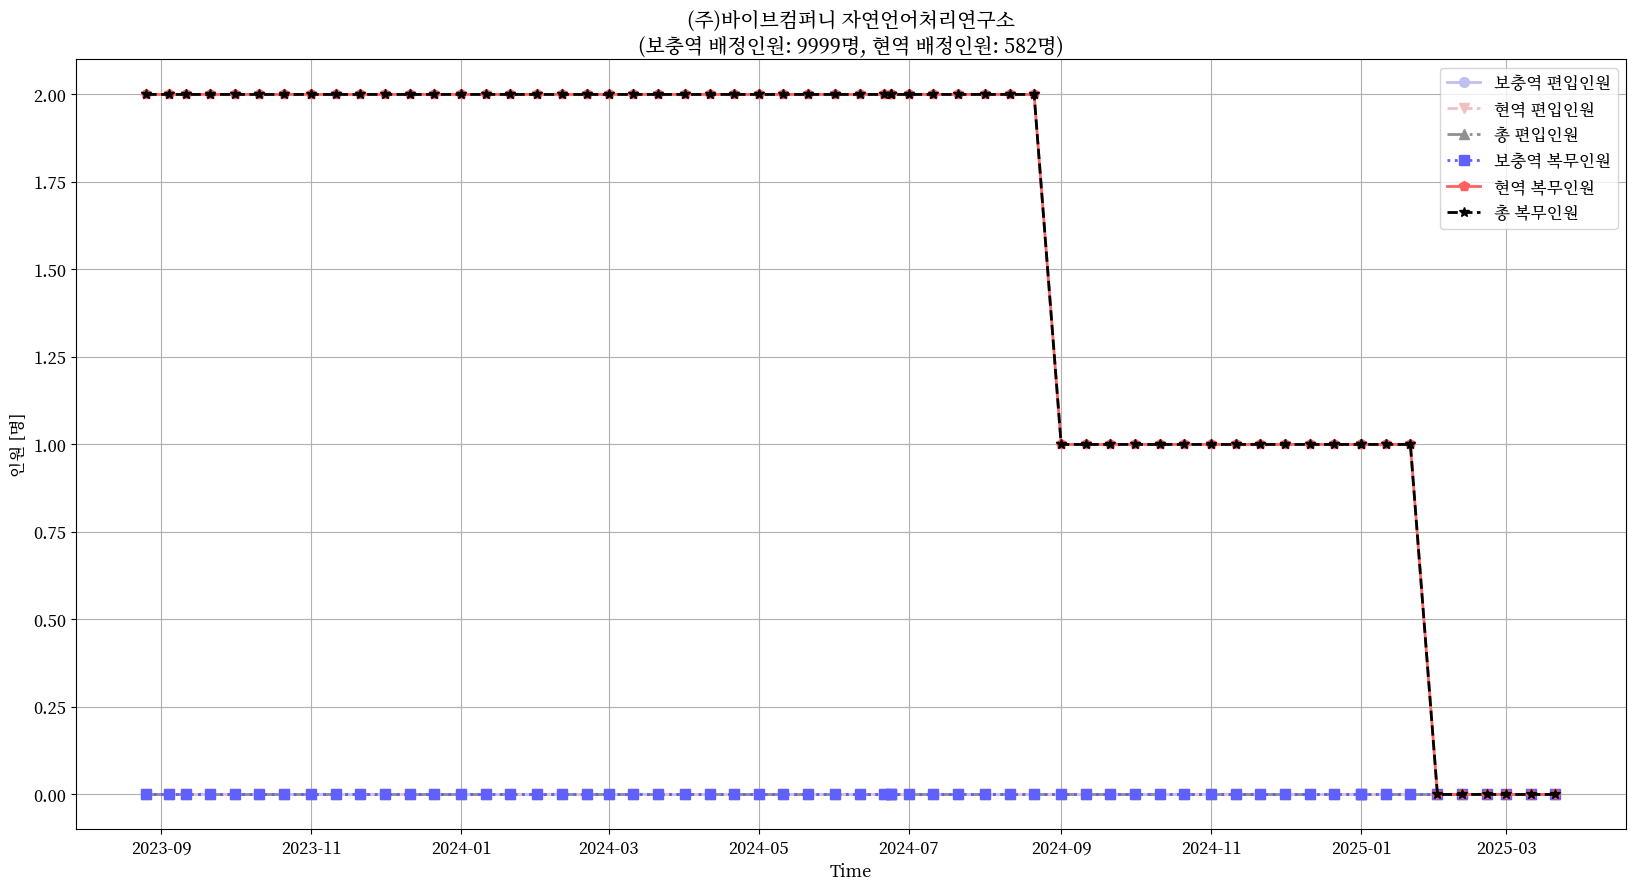 (주)바이브컴퍼니 자연언어처리연구소
(보충역 배정인원: 9999명, 현역 배정인원: 582명)
보충역 편입인원
현역 편입인원
총 편입인원
보충역 복무인원
현역 복무인원
총 복무인원
2.00
1.75
1.50
1.25
1.00
0.75
0.50
0.25
0.00
인원 [명]
2023-09 2023-11 2024-01 2024-03 2024-05 2024-07 2024-09 2024-11 2025-01 2025-03
Time